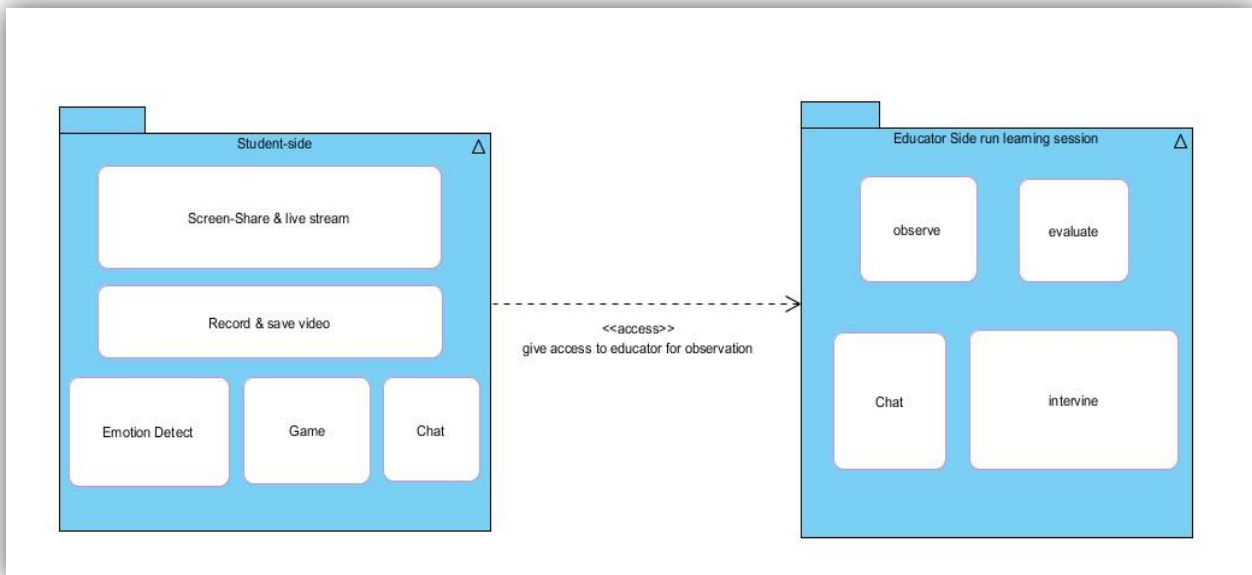 Student-side
Screen-Share & live stream
Record & save video
Emotion Detect
Game
Chat
<<access>>
give access to educator for observation
Educator Side run learning session
observe
evaluate
Chat
intervine